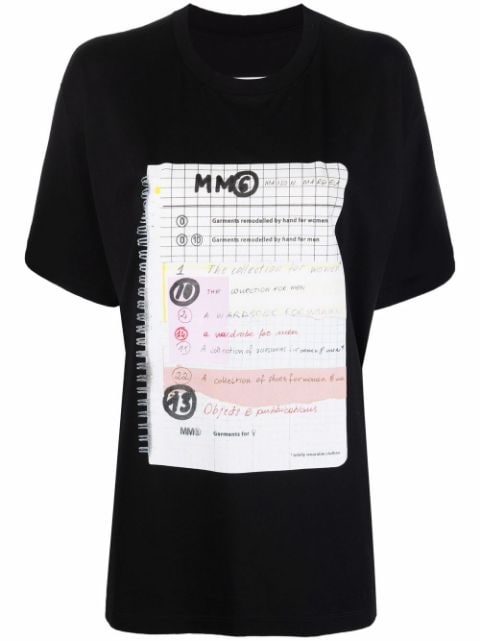 MM6 MAISON MARGIELA
0 Garments remodelled by hand for women
0 10 Garments remodelled by hand for men
1 The collection for women
10 THE COLLECTION FOR MEN
4 A WARDROBE FOR WOMEN
14 a wardrobe for men
11 A collection of accessories for women & men
22 A collection of shoes for women & men
13 Objects & publications
MM6 Garments for ♀